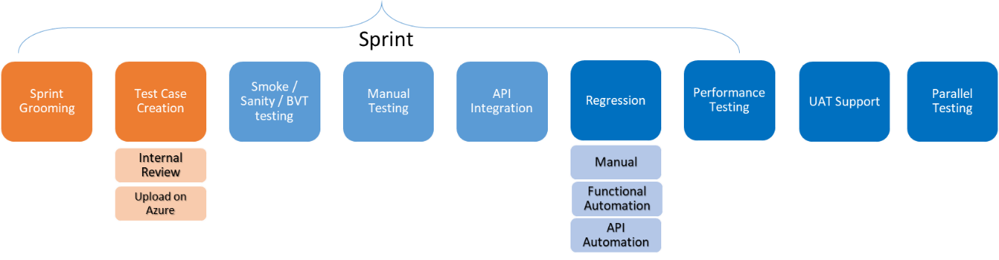 Sprint
Sprint
Grooming
Test Case
Creation
Smoke /
Sanity / BVT
testing
Manual
Testing
API
Integration
Regression
Performance
Testing
UAT Support
Parallel
Testing
Internal
Review
Upload on
Azure
Manual
Functional
Automation
API
Automation